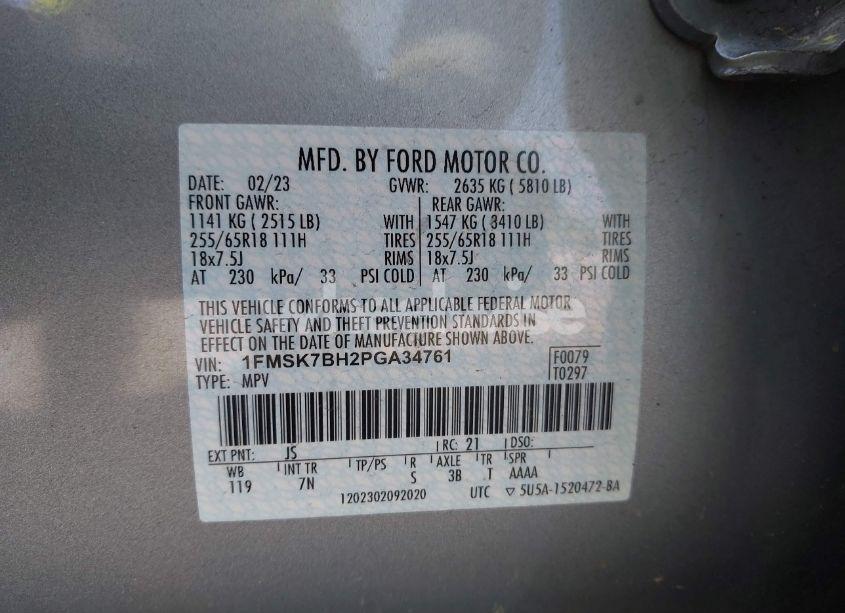 MFD. BY FORD MOTOR CO.
DATE: 02/23 GVWR: 2635 KG ( 5810 LB)
FRONT GAWR: REAR GAWR:
1141 KG ( 2515 LB) WITH 1547 KG ( 3410 LB) WITH
255/65R18 111H TIRES 255/65R18 111H TIRES
18x7.5J RIMS 18x7.5J RIMS
AT 230 kPa/ 33 PSI COLD AT 230 kPa/ 33 PSI COLD
THIS VEHICLE CONFORMS TO ALL APPLICABLE FEDERAL MOTOR
VEHICLE SAFETY AND THEFT PREVENTION STANDARDS IN
EFFECT ON THE DATE OF MANUFACTURE SHOWN ABOVE.
VIN: 1FMSK7BH2PGA34761 F0079
TYPE: MPV T0297
EXT PNT: JS RC: 21 DSO:
WB INT TR TP/PS R AXLE TR SPR
119 7N S 3B T AAAA
1202302092020 UTC ▽ 5U5A-1520472-BA